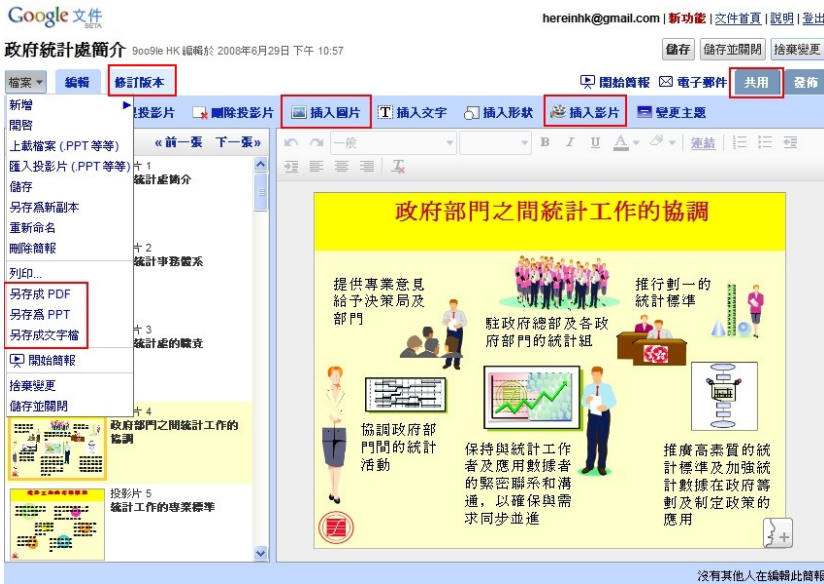 Google 文件
BETA
hereinhk@gmail.com | 新功能 | 文件首頁 | 說明 | 登出
政府統計處簡介 9oo9le HK 編輯於 2008年6月29日 下午 10:57
儲存 儲存並關閉 捨棄變更
檔案 編輯 修訂版本
開始簡報 電子郵件 共用 發佈
新增
開啓
上載檔案 (.PPT 等等)
匯入投影片 (.PPT 等等)
儲存
另存為新副本
重新命名
刪除簡報
列印...
另存成 PDF
另存為 PPT
另存成文字檔
開始簡報
捨棄變更
儲存並關閉
投影片 刪除投影片 插入圖片 插入文字 插入形狀 插入影片 變更主題
«前一張 下一張»
一般 B I U A 連結
片 1
統計處簡介
片 2
統計事務體系
片 3
統計處的職責
片 4
政府部門之間統計工作的
協調
投影片 5
統計工作的專業標準
政府部門之間統計工作的協調
提供專業意見
給予決策局及
部門
駐政府總部及各政
府部門的統計組
推行劃一的
統計標準
協調政府部
門間的統計
活動
保持與統計工作
者及應用數據者
的緊密聯系和溝
通，以確保與需
求同步並進
推廣高素質的統
計標準及加強統
計數據在政府籌
劃及制定政策的
應用
沒有其他人在編輯此簡報